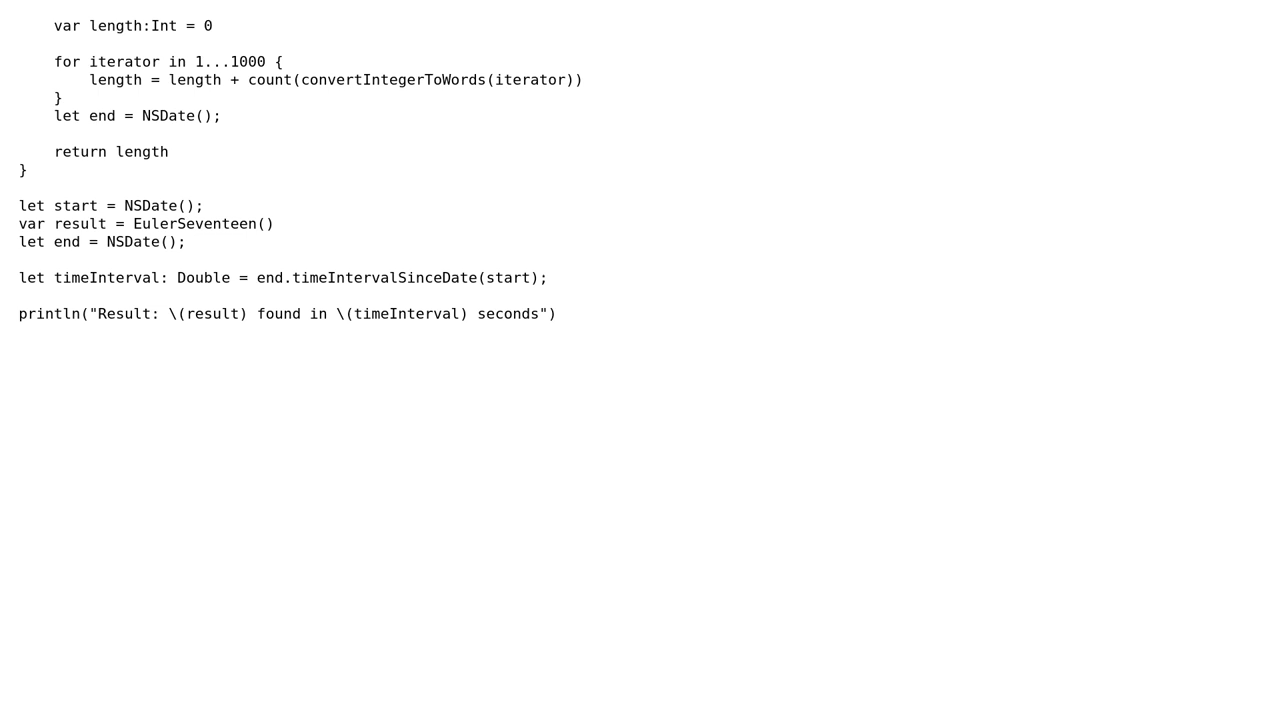 var length:Int = 0

    for iterator in 1...1000 {
        length = length + count(convertIntegerToWords(iterator))
    }
    let end = NSDate();

    return length
}

let start = NSDate();
var result = EulerSeventeen()
let end = NSDate();

let timeInterval: Double = end.timeIntervalSinceDate(start);

println("Result: \(result) found in \(timeInterval) seconds")